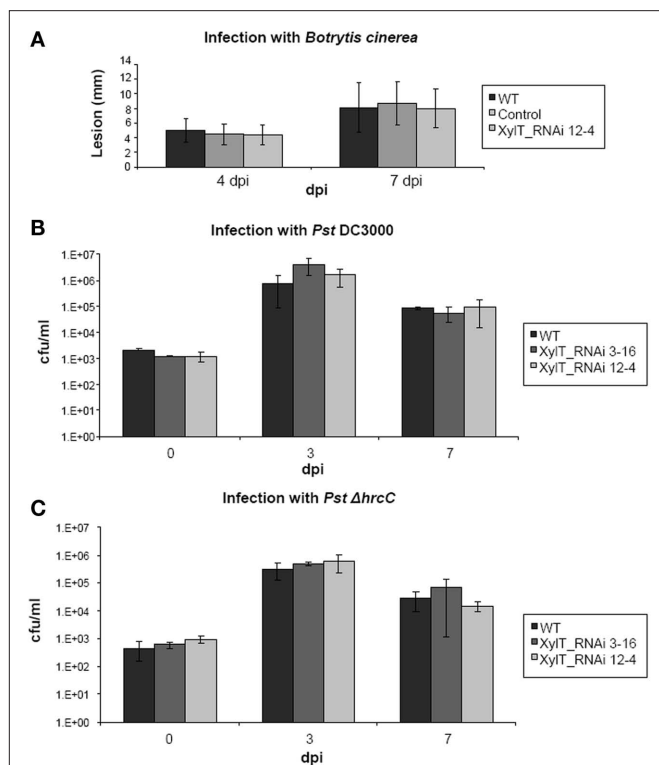 A
Infection with Botrytis cinerea
Lesion (mm)
16
14
12
10
8
6
4
2
0
4 dpi
7 dpi
dpi
WT
Control
XylT_RNAi 12-4
B
Infection with Pst DC3000
cfu/ml
1.E+07
1.E+06
1.E+05
1.E+04
1.E+03
1.E+02
1.E+01
1.E+00
0
3
7
dpi
WT
XylT_RNAi 3-16
XylT_RNAi 12-4
C
Infection with Pst ΔhrcC
cfu/ml
1.E+07
1.E+06
1.E+05
1.E+04
1.E+03
1.E+02
1.E+01
1.E+00
0
3
7
dpi
WT
XylT_RNAi 3-16
XylT_RNAi 12-4